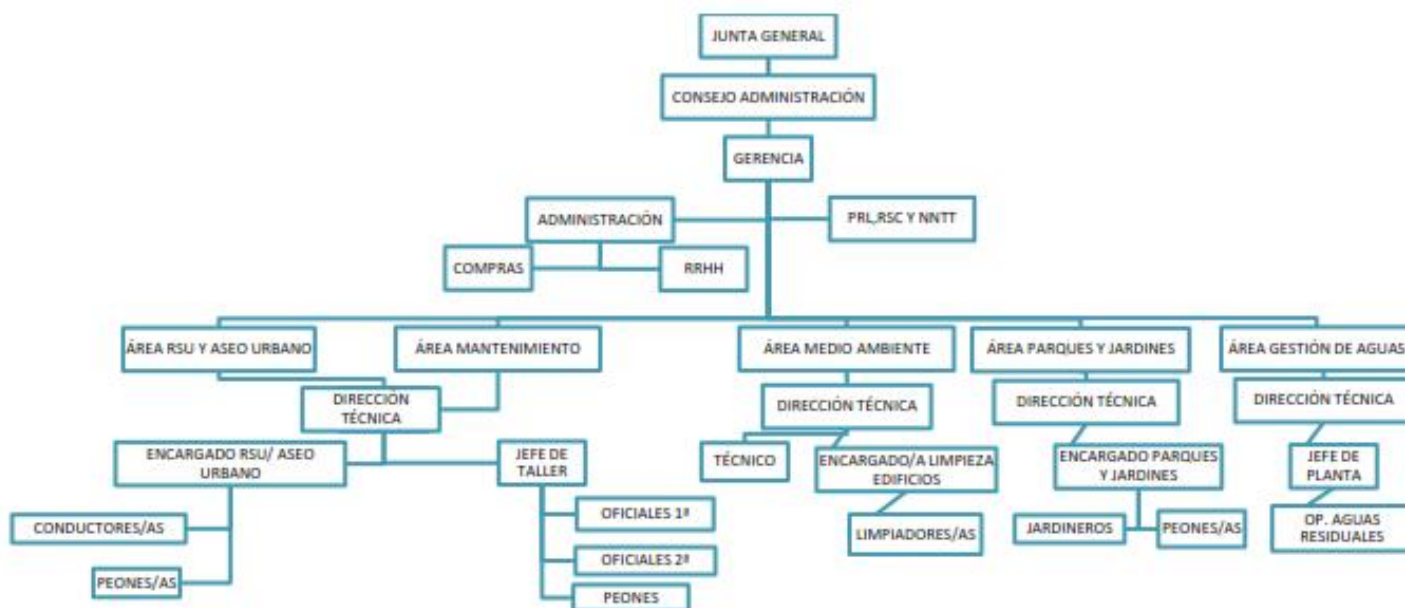 JUNTA GENERAL
CONSEJO ADMINISTRACIÓN
GERENCIA
ADMINISTRACIÓN
PRL,RSC Y NNTT
COMPRAS
RRHH
ÁREA RSU Y ASEO URBANO
ÁREA MANTENIMIENTO
ÁREA MEDIO AMBIENTE
ÁREA PARQUES Y JARDINES
ÁREA GESTIÓN DE AGUAS
DIRECCIÓN
TÉCNICA
DIRECCIÓN TÉCNICA
DIRECCIÓN TÉCNICA
DIRECCIÓN TÉCNICA
ENCARGADO RSU/ ASEO
URBANO
JEFE DE
TALLER
TÉCNICO
ENCARGADO/A LIMPIEZA
EDIFICIOS
ENCARGADO PARQUES
Y JARDINES
JEFE DE
PLANTA
CONDUCTORES/AS
PEONES/AS
OFICIALES 1ª
OFICIALES 2ª
PEONES
LIMPIADORES/AS
JARDINEROS
PEONES/AS
OP. AGUAS
RESIDUALES